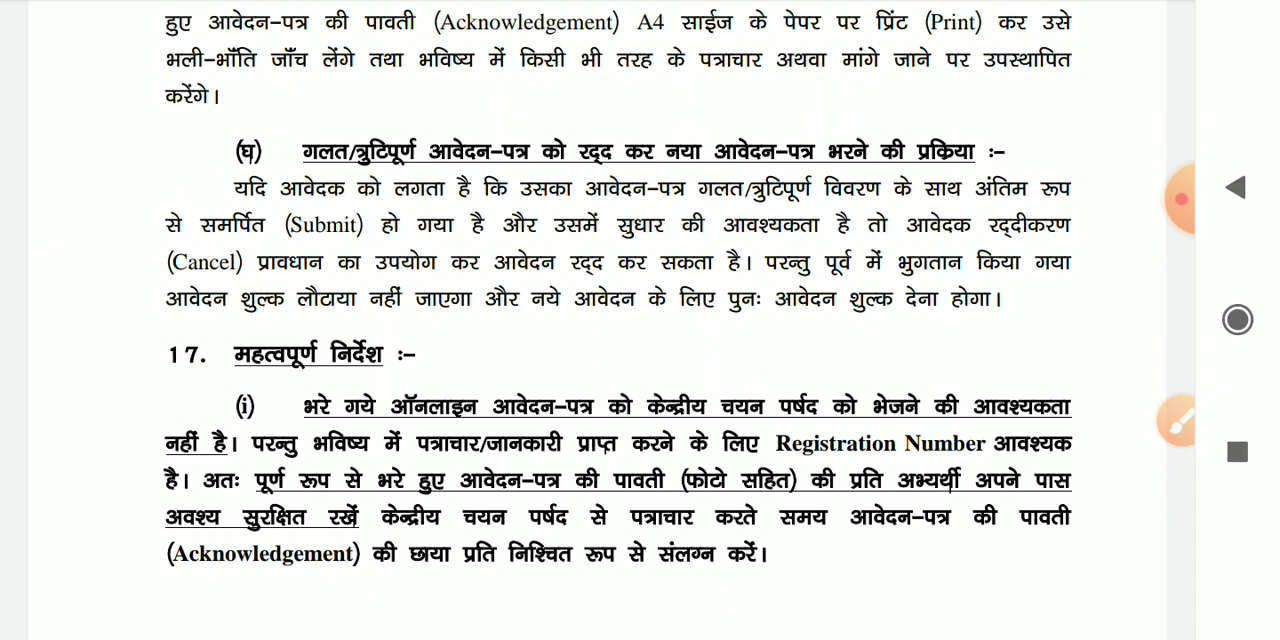 हुए आवेदन-पत्र की पावती (Acknowledgement) A4 साईज के पेपर पर प्रिंट (Print) कर उसे
भली-भाँति जाँच लेंगे तथा भविष्य में किसी भी तरह के पत्राचार अथवा मांगे जाने पर उपस्थापित
करेंगे।
(घ) गलत/त्रुटिपूर्ण आवेदन-पत्र को रद्द कर नया आवेदन-पत्र भरने की प्रक्रिया :-
यदि आवेदक को लगता है कि उसका आवेदन-पत्र गलत/त्रुटिपूर्ण विवरण के साथ अंतिम रूप
से समर्पित (Submit) हो गया है और उसमें सुधार की आवश्यकता है तो आवेदक रद्दीकरण
(Cancel) प्रावधान का उपयोग कर आवेदन रद्द कर सकता है। परन्तु पूर्व में भुगतान किया गया
आवेदन शुल्क लौटाया नहीं जाएगा और नये आवेदन के लिए पुनः आवेदन शुल्क देना होगा।
17. महत्वपूर्ण निर्देश :-
(i) भरे गये ऑनलाइन आवेदन-पत्र को केन्द्रीय चयन पर्षद को भेजने की आवश्यकता
नहीं है। परन्तु भविष्य में पत्राचार/जानकारी प्राप्त करने के लिए Registration Number आवश्यक
है। अतः पूर्ण रूप से भरे हुए आवेदन-पत्र की पावती (फोटो सहित) की प्रति अभ्यर्थी अपने पास
अवश्य सुरक्षित रखें केन्द्रीय चयन पर्षद से पत्राचार करते समय आवेदन-पत्र की पावती
(Acknowledgement) की छाया प्रति निश्चित रूप से संलग्न करें।